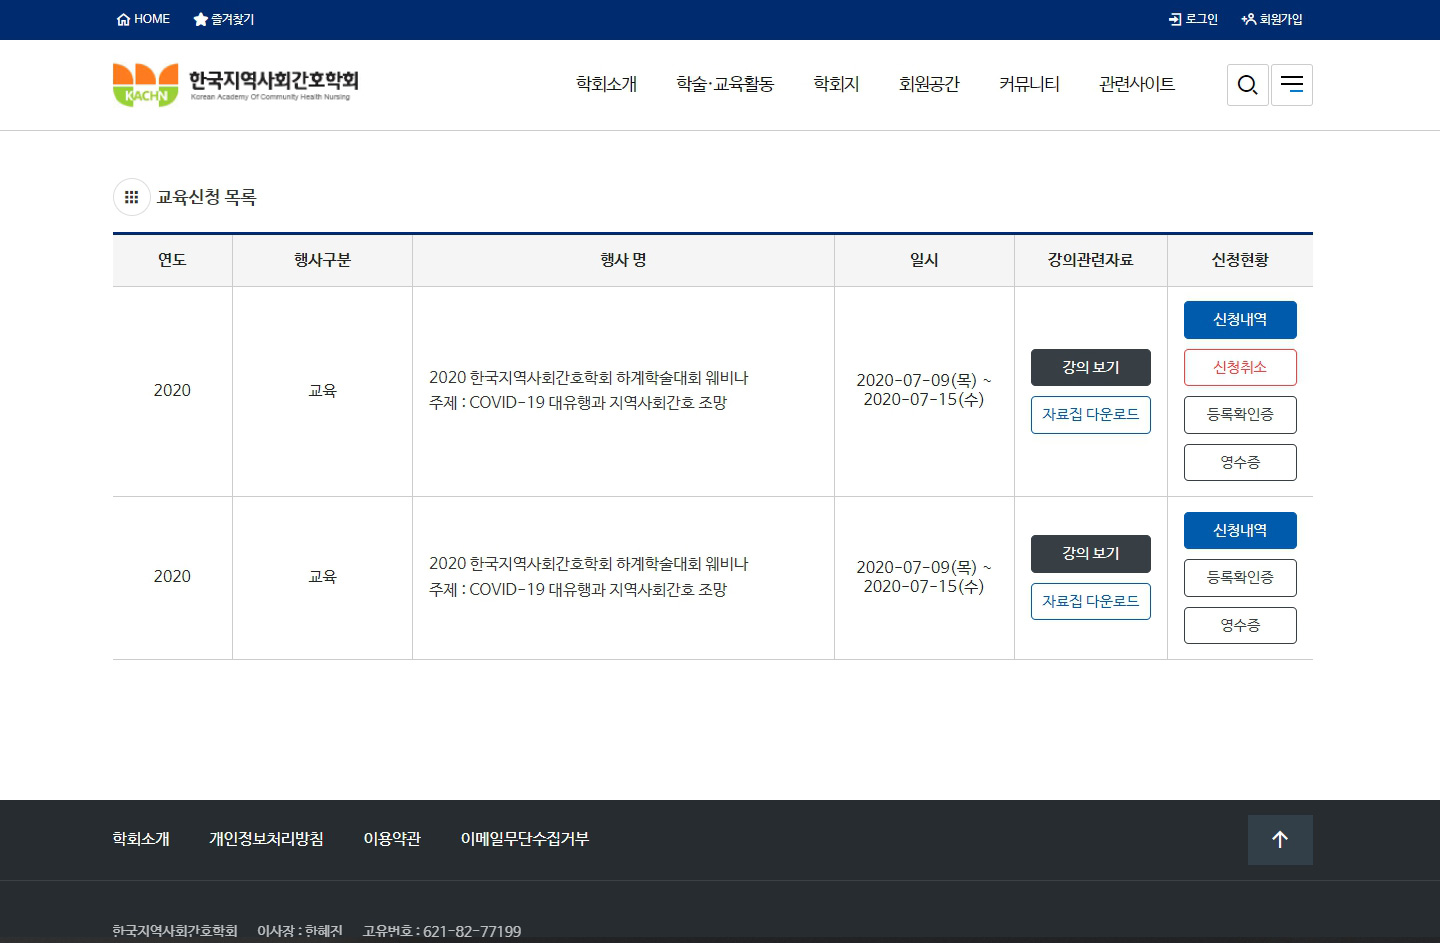 HOME 즐겨찾기 로그인 회원가입
KACHN 한국지역사회간호학회
Korean Academy Of Community Health Nursing
학회소개 학술·교육활동 학회지 회원공간 커뮤니티 관련사이트
교육신청 목록
연도 행사구분 행사 명 일시 강의관련자료 신청현황
2020 교육
2020 한국지역사회간호학회 하계학술대회 웨비나
주제 : COVID-19 대유행과 지역사회간호 조망
2020-07-09(목) ~
2020-07-15(수)
강의 보기
자료집 다운로드
신청내역
신청취소
등록확인증
영수증
2020 교육
2020 한국지역사회간호학회 하계학술대회 웨비나
주제 : COVID-19 대유행과 지역사회간호 조망
2020-07-09(목) ~
2020-07-15(수)
강의 보기
자료집 다운로드
신청내역
등록확인증
영수증
학회소개 개인정보처리방침 이용약관 이메일무단수집거부
한국지역사회간호학회 이사장 : 한혜진 고유번호 : 621-82-77199